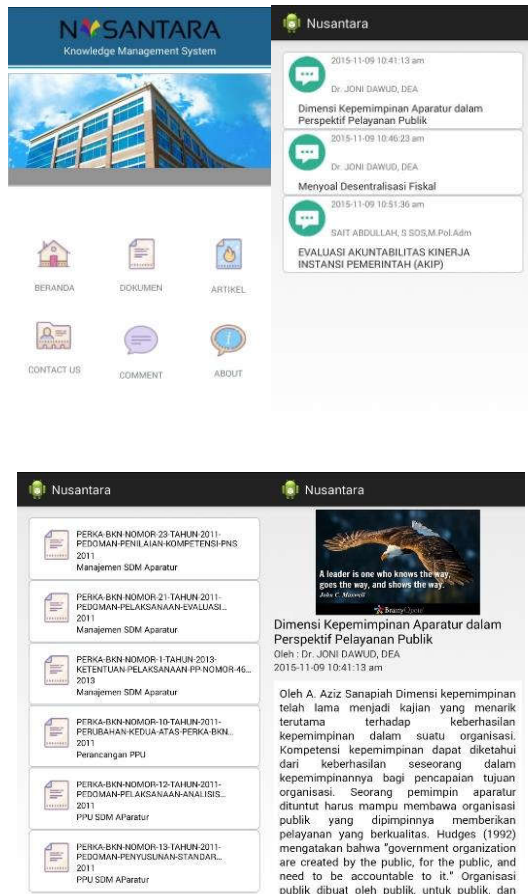 NUSANTARA
Knowledge Management System
BERANDA
DOKUMEN
ARTIKEL
CONTACT US
COMMENT
ABOUT
Nusantara
2015-11-09 10:41:13 am
Dr. JONI DAWUD, DEA
Dimensi Kepemimpinan Aparatur dalam
Perspektif Pelayanan Publik
2015-11-09 10:46:23 am
Dr. JONI DAWUD, DEA
Menyoal Desentralisasi Fiskal
2015-11-09 10:51:36 am
SAIT ABDULLAH, S SOS,M.Pol.Adm
EVALUASI AKUNTABILITAS KINERJA
INSTANSI PEMERINTAH (AKIP)
Nusantara
PERKA-BKN-NOMOR-23-TAHUN-2011-
PEDOMAN-PENILAIAN-KOMPETENSI-PNS
2011
Manajemen SDM Aparatur
PERKA-BKN-NOMOR-21-TAHUN-2011-
PEDOMAN-PELAKSANAAN-EVALUASI...
2011
Manajemen SDM Aparatur
PERKA-BKN-NOMOR-1-TAHUN-2013-
KETENTUAN-PELAKSANAAN-PP-NOMOR-46...
2013
Manajemen SDM Aparatur
PERKA-BKN-NOMOR-10-TAHUN-2011-
PERUBAHAN-KEDUA-ATAS-PERKA-BKN...
2011
Perancangan PPU
PERKA-BKN-NOMOR-12-TAHUN-2011-
PEDOMAN-PELAKSANAAN-ANALISIS...
2011
PPU SDM AParatur
PERKA-BKN-NOMOR-13-TAHUN-2011-
PEDOMAN-PENYUSUNAN-STANDAR...
2011
PPU SDM AParatur
Nusantara
A leader is one who knows the way,
goes the way, and shows the way.
John C. Maxwell
BrainyQuote
Dimensi Kepemimpinan Aparatur dalam
Perspektif Pelayanan Publik
Oleh : Dr. JONI DAWUD, DEA
2015-11-09 10:41:13 am
Oleh A. Aziz Sanapiah Dimensi kepemimpinan
telah lama menjadi kajian yang menarik
terutama terhadap keberhasilan
kepemimpinan dalam suatu organisasi.
Kompetensi kepemimpinan dapat diketahui
dari keberhasilan seseorang dalam
kepemimpinannya bagi pencapaian tujuan
organisasi. Seorang pemimpin aparatur
dituntut harus mampu membawa organisasi
publik yang dipimpinnya memberikan
pelayanan yang berkualitas. Hudges (1992)
mengatakan bahwa "government organization
are created by the public, for the public, and
need to be accountable to it." Organisasi
publik dibuat oleh publik, untuk publik, dan